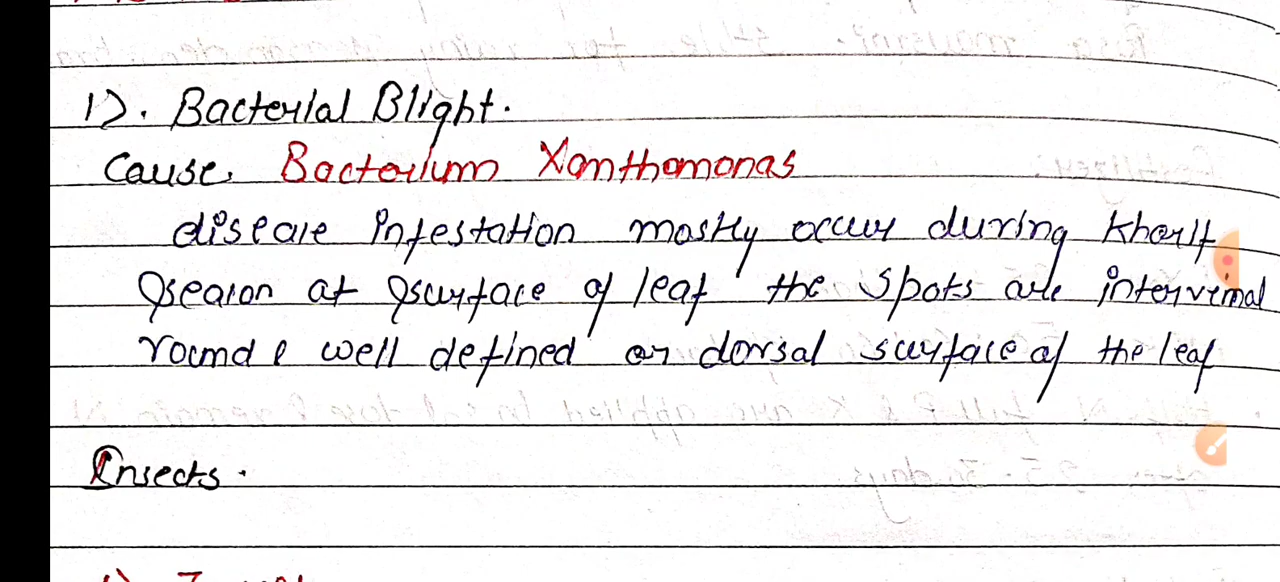 1). Bacterial Blight.
Cause. Bacterium Xanthomonas
disease infestation mostly occur during kharif
season at surface of leaf the spots are interveinal
round & well defined on dorsal surface of the leaf
Insects.